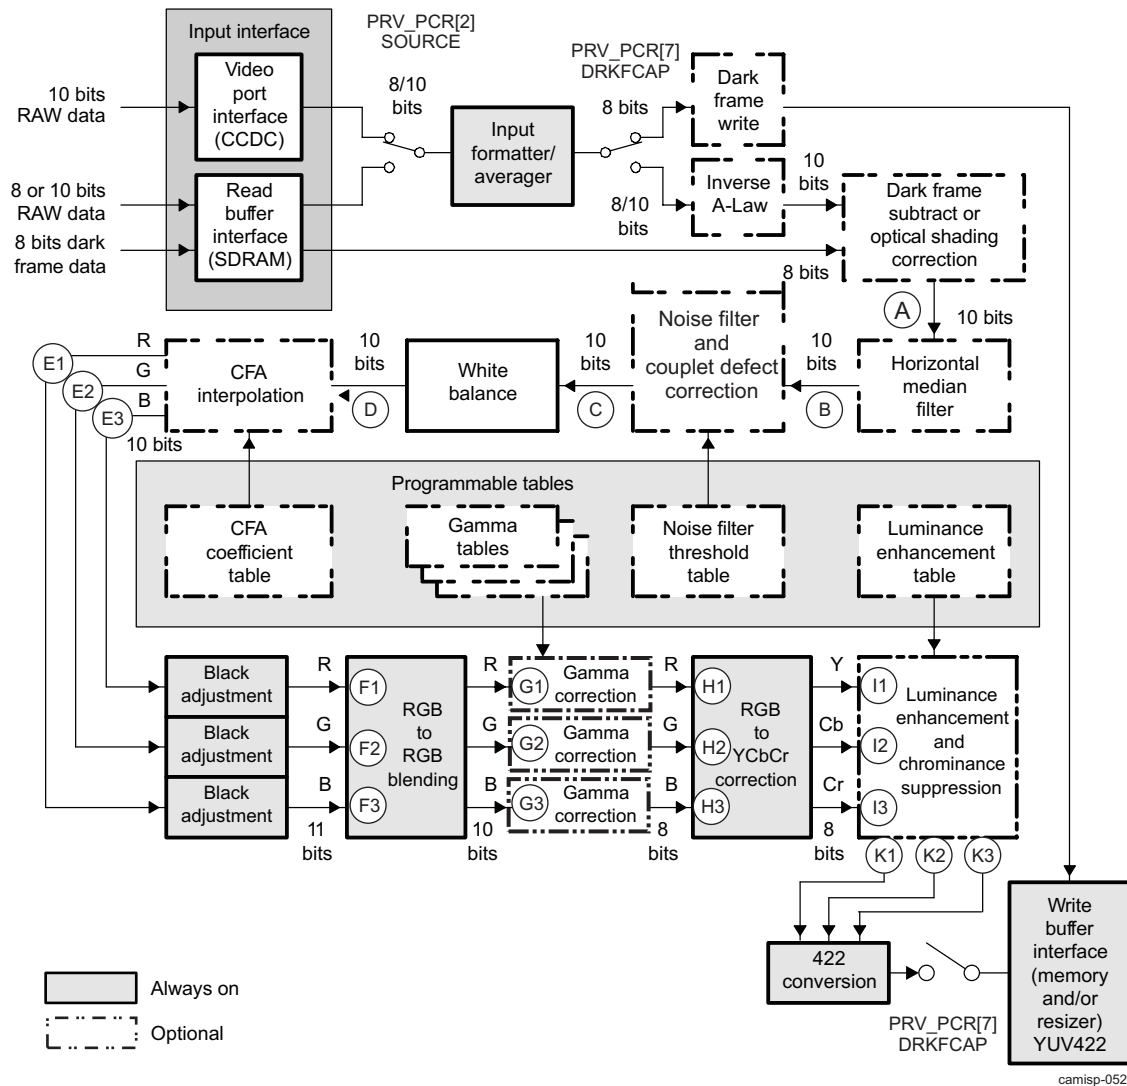 Input interface
PRV_PCR[2]
SOURCE
PRV_PCR[7]
DRKFCAP
10 bits
RAW data
Video
port
interface
(CCDC)
8/10
bits
Input
formatter/
averager
8 bits
Dark
frame
write
8 or 10 bits
RAW data
8 bits dark
frame data
Read
buffer
interface
(SDRAM)
8/10
bits
Inverse
A-Law
10
bits
Dark frame
subtract or
optical shading
correction
8 bits
A
10 bits
R
G
B
E1
E2
E3
10 bits
CFA
interpolation
10
bits
D
White
balance
10
bits
C
Noise filter
and
couplet defect
correction
10
bits
B
Horizontal
median
filter
Programmable tables
CFA
coefficient
table
Gamma
tables
Noise filter
threshold
table
Luminance
enhancement
table
Black
adjustment
Black
adjustment
Black
adjustment
R
G
B
11
bits
F1
F2
F3
RGB
to
RGB
blending
R
G
B
10
bits
G1
Gamma
correction
G2
Gamma
correction
G3
Gamma
correction
R
G
B
8
bits
H1
H2
H3
RGB
to
YCbCr
correction
Y
Cb
Cr
8
bits
I1
I2
I3
Luminance
enhancement
and
chrominance
suppression
K1
K2
K3
422
conversion
PRV_PCR[7]
DRKFCAP
Write
buffer
interface
(memory
and/or
resizer)
YUV422
Always on
Optional
camisp-052